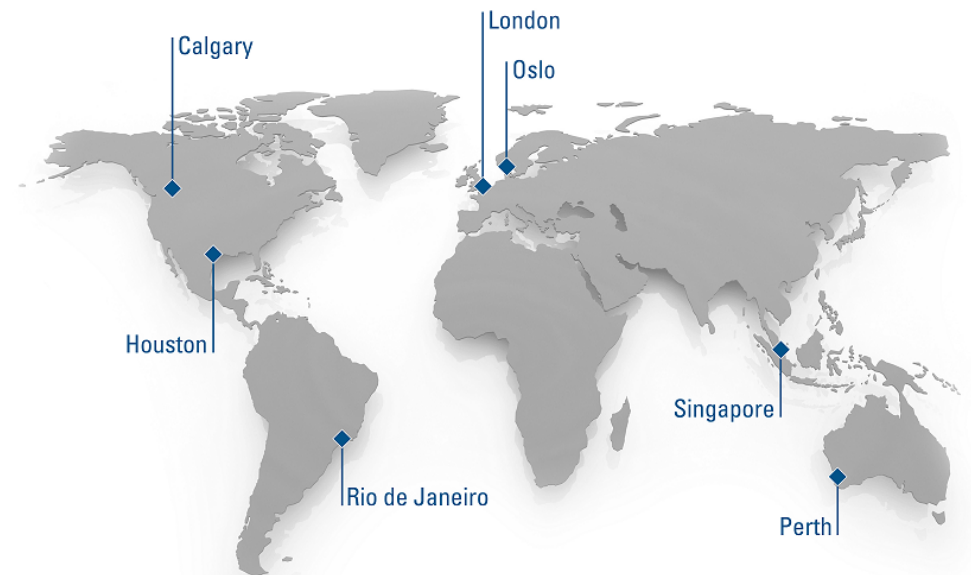 London
Calgary
Oslo
Houston
Singapore
Rio de Janeiro
Perth